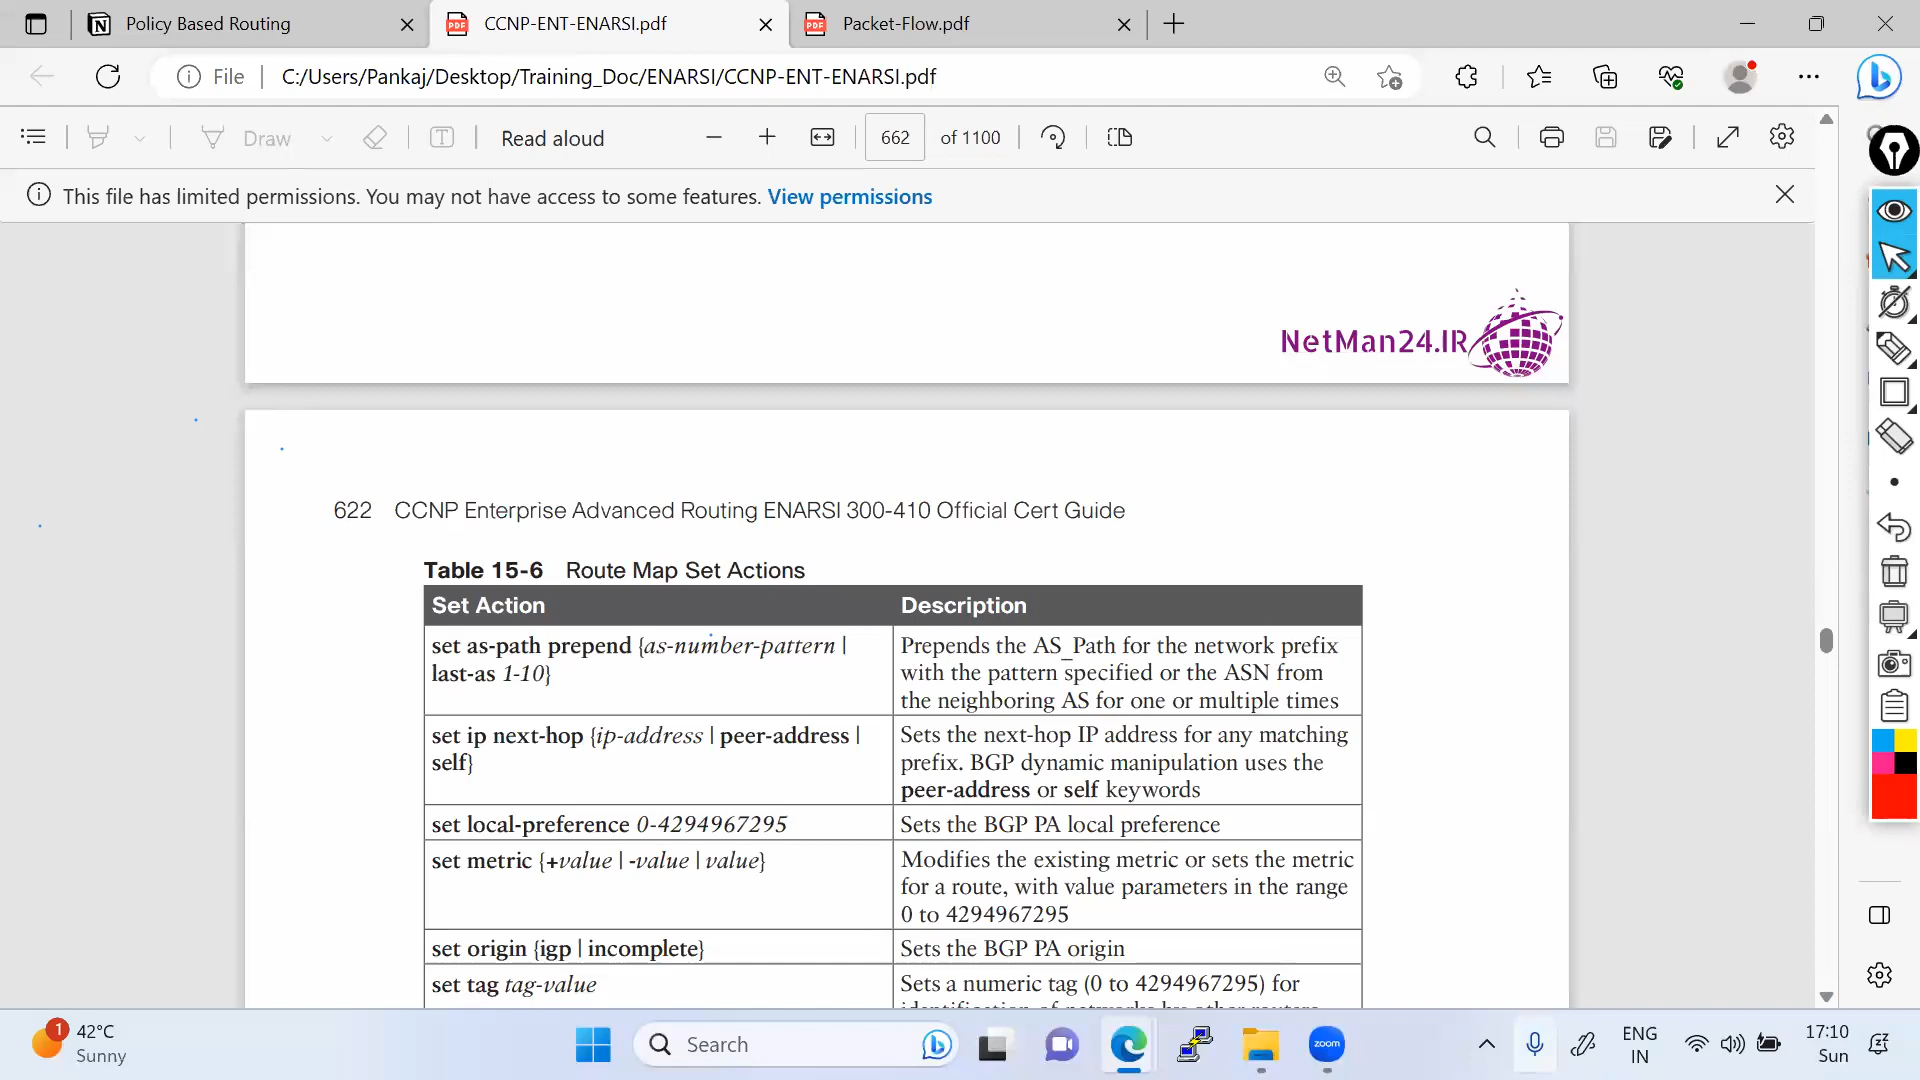 Policy Based Routing
CCNP-ENT-ENARSI.pdf
Packet-Flow.pdf
File
C:/Users/Pankaj/Desktop/Training_Doc/ENARSI/CCNP-ENT-ENARSI.pdf
Draw
Read aloud
662 of 1100
This file has limited permissions. You may not have access to some features. View permissions
NetMan24.IR
622 CCNP Enterprise Advanced Routing ENARSI 300-410 Official Cert Guide
Table 15-6 Route Map Set Actions
Set Action
Description
set as-path prepend {as-number-pattern |
last-as 1-10}
Prepends the AS_Path for the network prefix
with the pattern specified or the ASN from
the neighboring AS for one or multiple times
set ip next-hop {ip-address | peer-address |
self}
Sets the next-hop IP address for any matching
prefix. BGP dynamic manipulation uses the
peer-address or self keywords
set local-preference 0-4294967295
Sets the BGP PA local preference
set metric {+value | -value | value}
Modifies the existing metric or sets the metric
for a route, with value parameters in the range
0 to 4294967295
set origin {igp | incomplete}
Sets the BGP PA origin
set tag tag-value
Sets a numeric tag (0 to 4294967295) for
1
42°C
Sunny
Search
zoom
ENG
IN
17:10
Sun